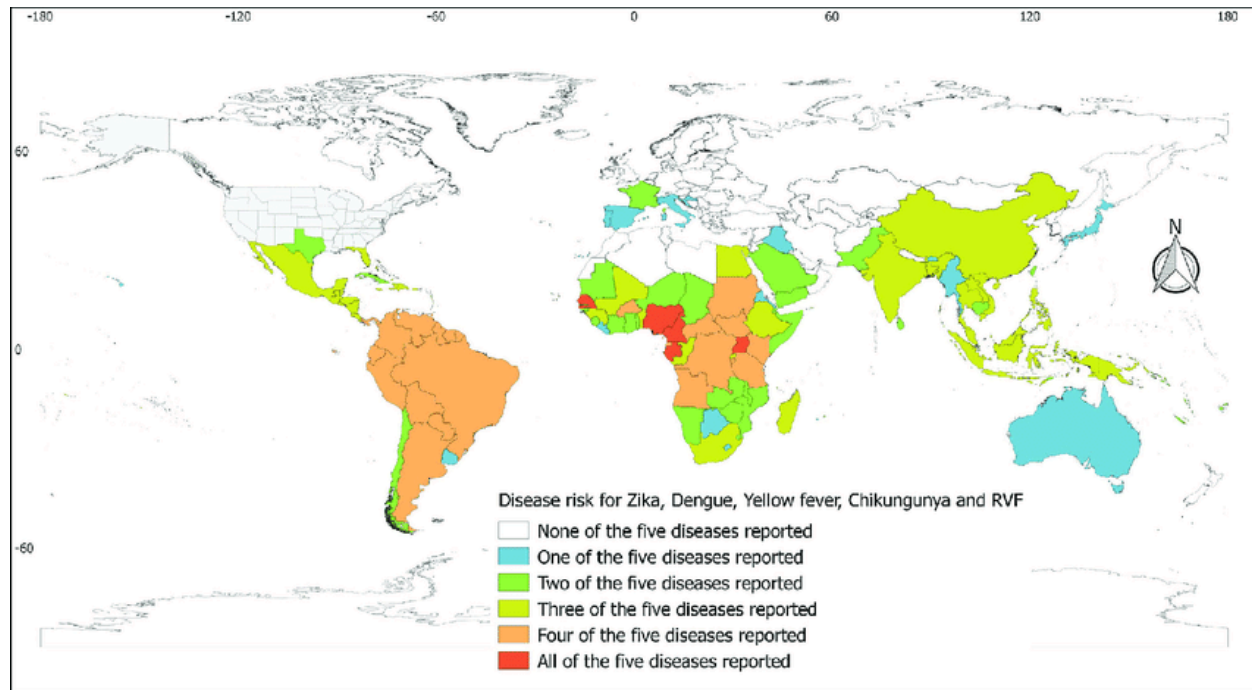 -180 -120 -60 0 60 120 180
60
N
0
Disease risk for Zika, Dengue, Yellow fever, Chikungunya and RVF
None of the five diseases reported
-60
One of the five diseases reported
Two of the five diseases reported
Three of the five diseases reported
Four of the five diseases reported
All of the five diseases reported